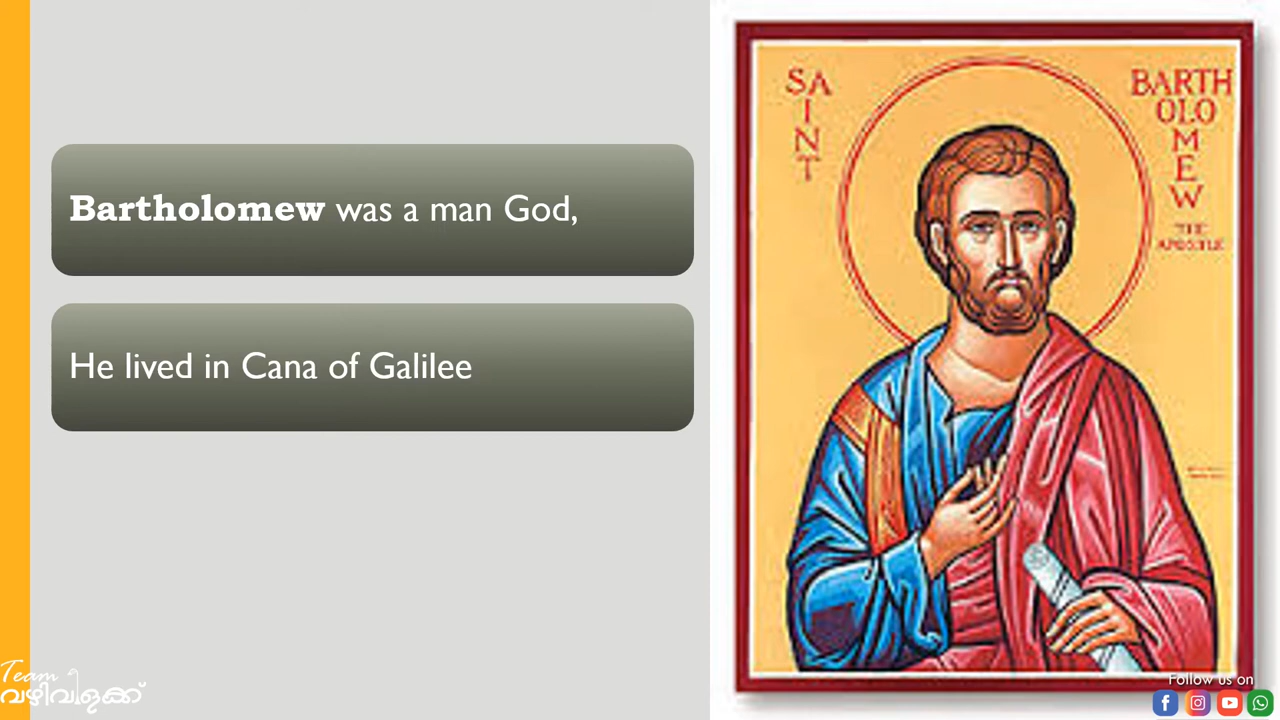 Bartholomew was a man God,
He lived in Cana of Galilee
SAINT
BARTHOLOMEW
THE
APOSTLE
Team
വഴിവിളക്ക്
Follow us on